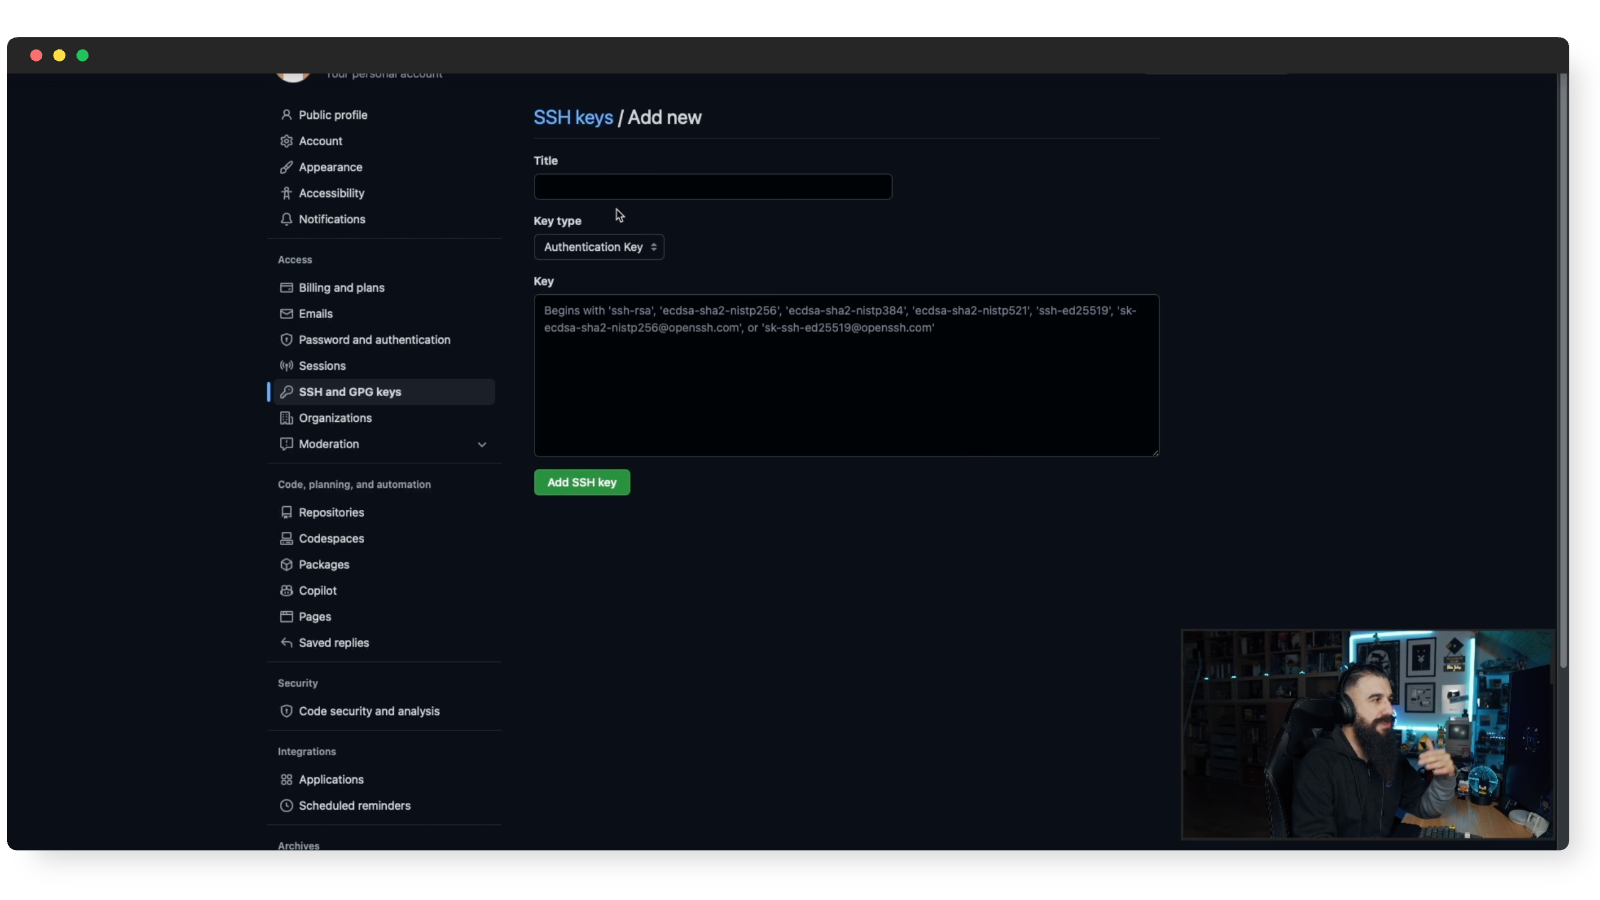 Your personal account
Public profile
Account
Appearance
Accessibility
Notifications
Access
Billing and plans
Emails
Password and authentication
Sessions
SSH and GPG keys
Organizations
Moderation
Code, planning, and automation
Repositories
Codespaces
Packages
Copilot
Pages
Saved replies
Security
Code security and analysis
Integrations
Applications
Scheduled reminders
Archives
SSH keys / Add new
Title
Key type
Authentication Key
Key
Begins with 'ssh-rsa', 'ecdsa-sha2-nistp256', 'ecdsa-sha2-nistp384', 'ecdsa-sha2-nistp521', 'ssh-ed25519', 'sk-
ecdsa-sha2-nistp256@openssh.com', or 'sk-ssh-ed25519@openssh.com'
Add SSH key